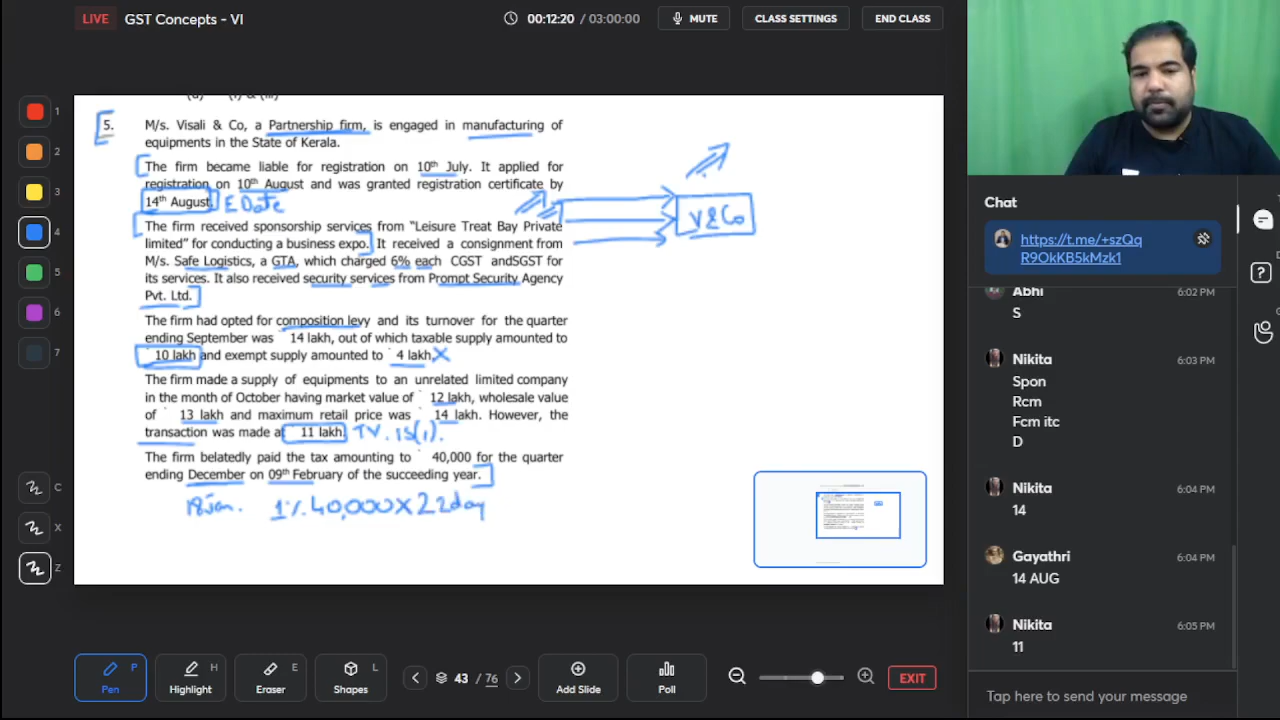 LIVE GST Concepts - VI 00:12:20 / 03:00:00 MUTE CLASS SETTINGS END CLASS
5. M/s. Visali & Co, a Partnership firm, is engaged in manufacturing of
equipments in the State of Kerala.
The firm became liable for registration on 10th July. It applied for
registration on 10th August and was granted registration certificate by
14th August. E Date
The firm received sponsorship services from "Leisure Treat Bay Private
limited" for conducting a business expo. It received a consignment from
M/s. Safe Logistics, a GTA, which charged 6% each CGST andSGST for
its services. It also received security services from Prompt Security Agency
Pvt. Ltd.
V & Co
The firm had opted for composition levy and its turnover for the quarter
ending September was ` 14 lakh, out of which taxable supply amounted to
` 10 lakh and exempt supply amounted to ` 4 lakh. X
The firm made a supply of equipments to an unrelated limited company
in the month of October having market value of ` 12 lakh, wholesale value
of ` 13 lakh and maximum retail price was ` 14 lakh. However, the
transaction was made at ` 11 lakh. TV. 15(1).
The firm belatedly paid the tax amounting to ` 40,000 for the quarter
ending December on 09th February of the succeeding year.
18 Jan. 1% 40,000 X 22 day
1
2
3
4
5
6
7
C
X
Z
Pen P
Highlight H
Eraser E
Shapes L
43 / 76
Add Slide
Poll
EXIT
Chat
https://t.me/+szQq
R9OkKB5kMzk1
Abhi 6:02 PM
S
Nikita 6:03 PM
Spon
Rcm
Fcm itc
D
Nikita 6:04 PM
14
Gayathri 6:04 PM
14 AUG
Nikita 6:05 PM
11
Tap here to send your message